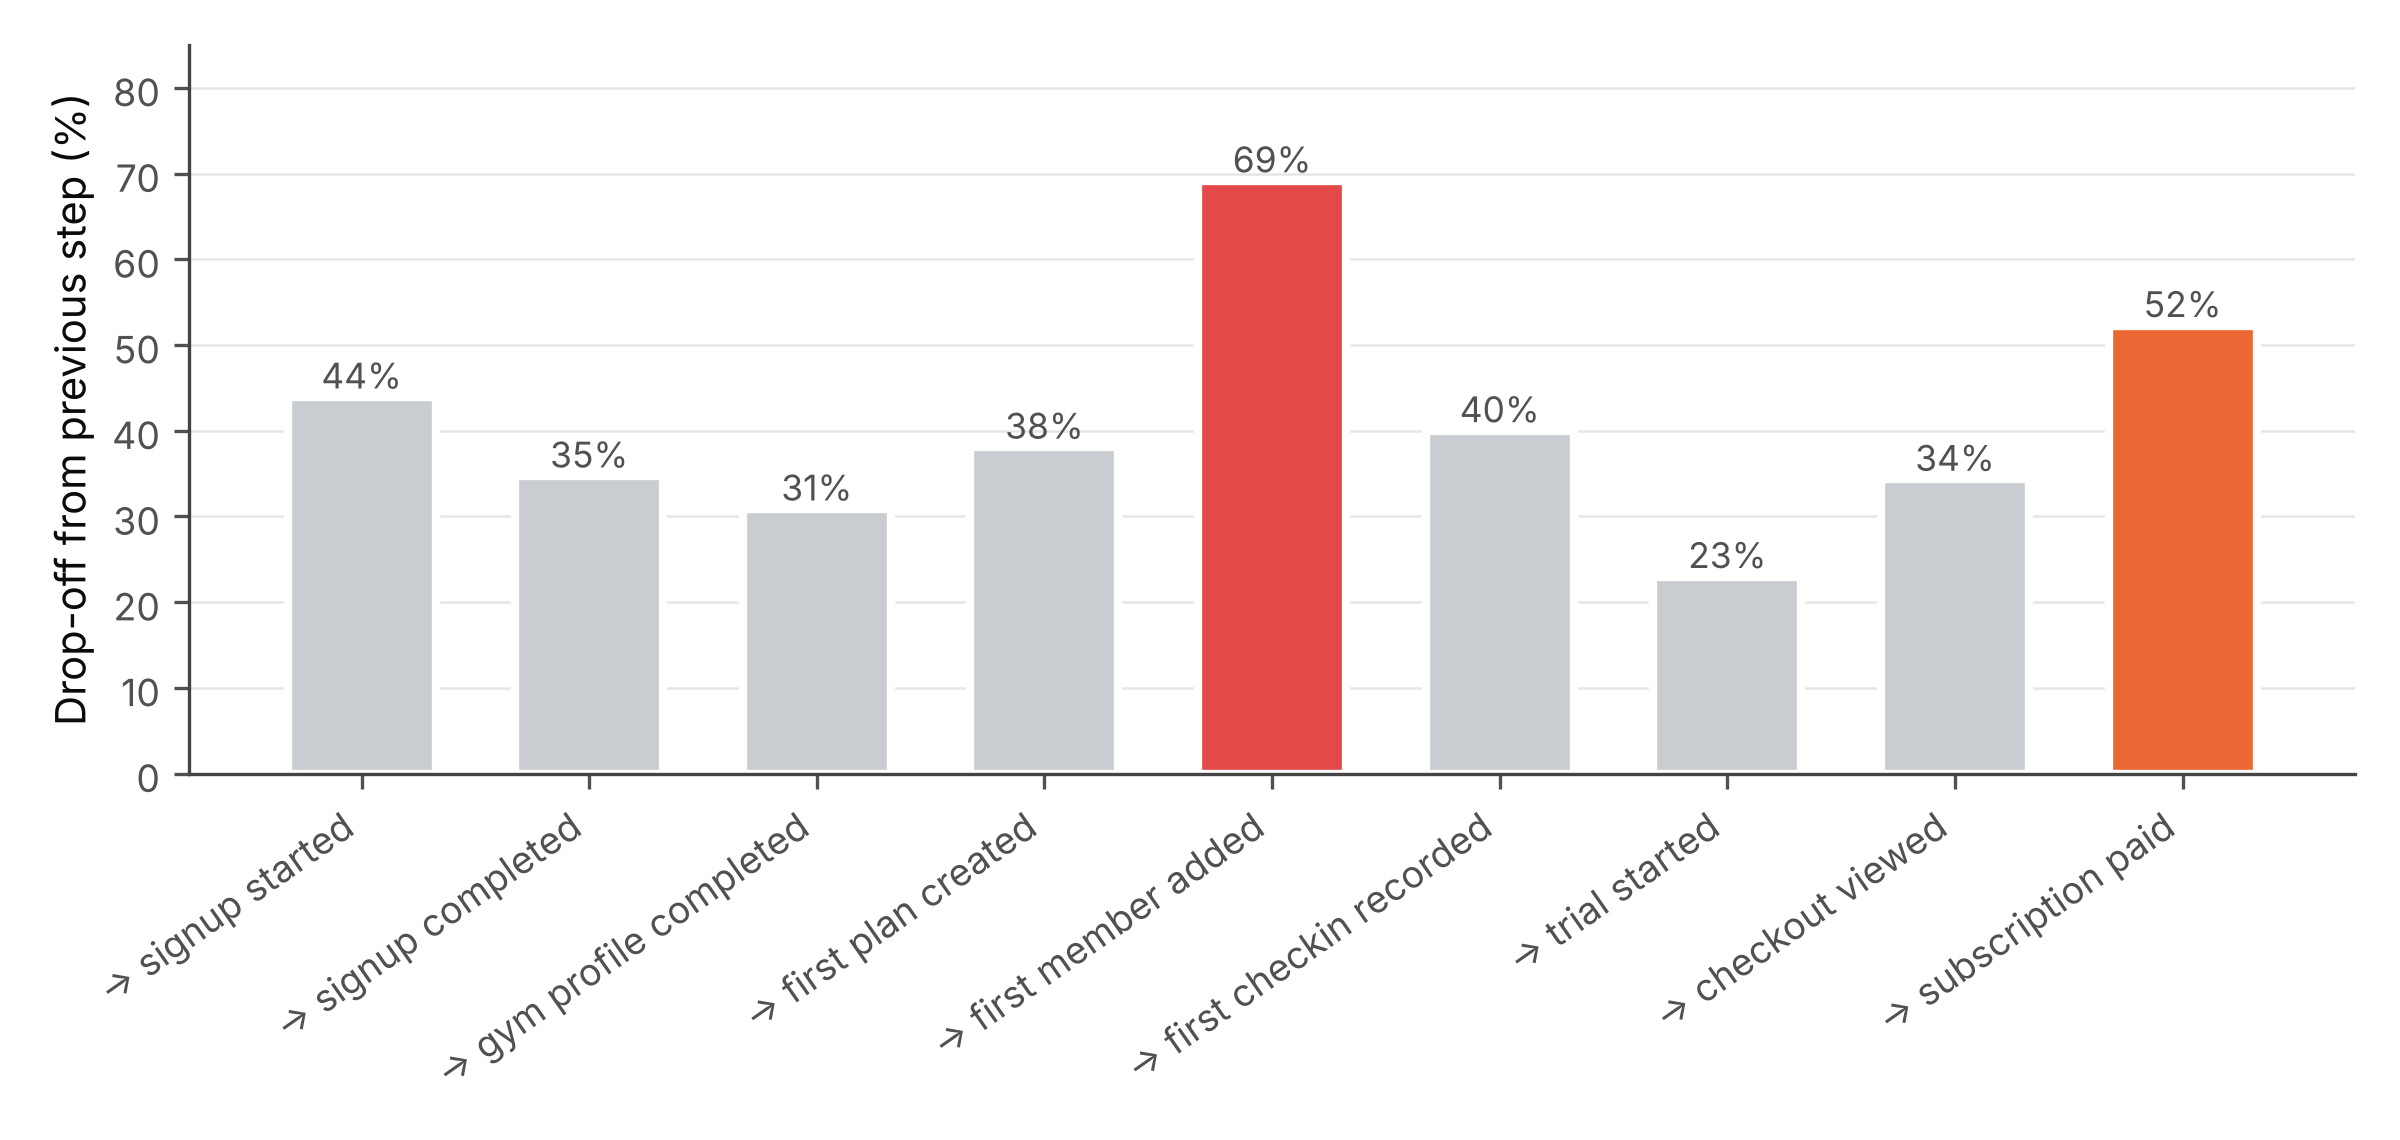 Drop-off from previous step (%)
80
70
60
50
40
30
20
10
0
44%
35%
31%
38%
69%
40%
23%
34%
52%
→ signup started
→ signup completed
→ gym profile completed
→ first plan created
→ first member added
→ first checkin recorded
→ trial started
→ checkout viewed
→ subscription paid